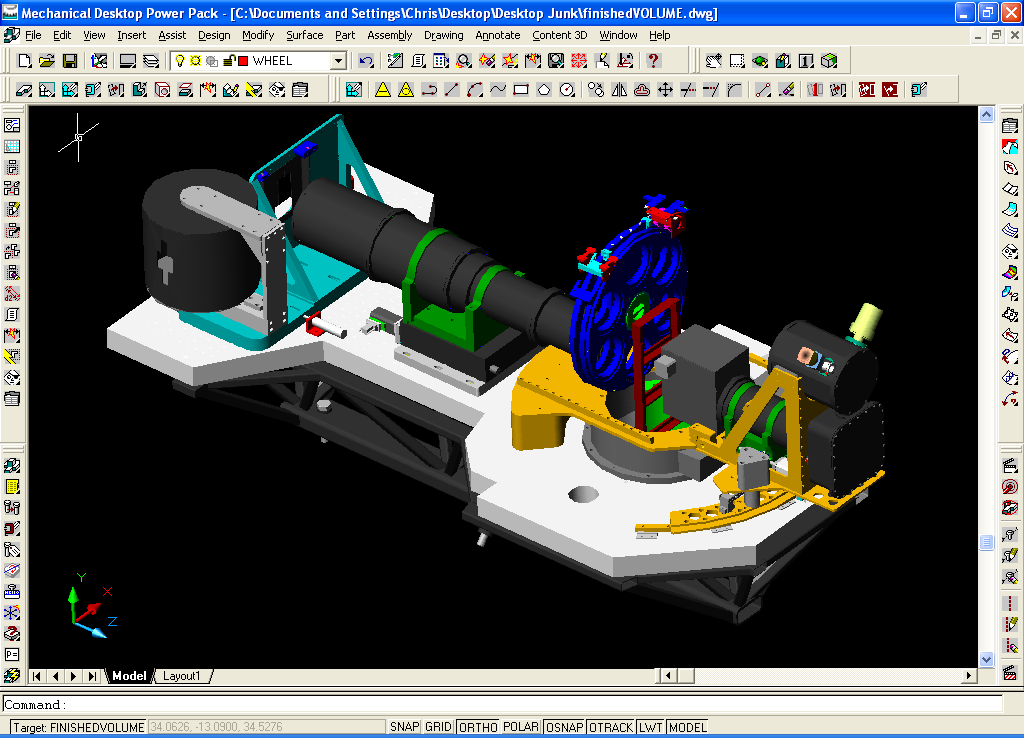 Mechanical Desktop Power Pack - [C:\Documents and Settings\Chris\Desktop\Desktop Junk\finishedVOLUME.dwg]
File Edit View Insert Assist Design Modify Surface Part Assembly Drawing Annotate Content 3D Window Help
WHEEL
Y
X
Z
Model Layout1
Command:
Target: FINISHEDVOLUME 34.0626, -13.0900, 34.5276 SNAP GRID ORTHO POLAR OSNAP OTRACK LWT MODEL